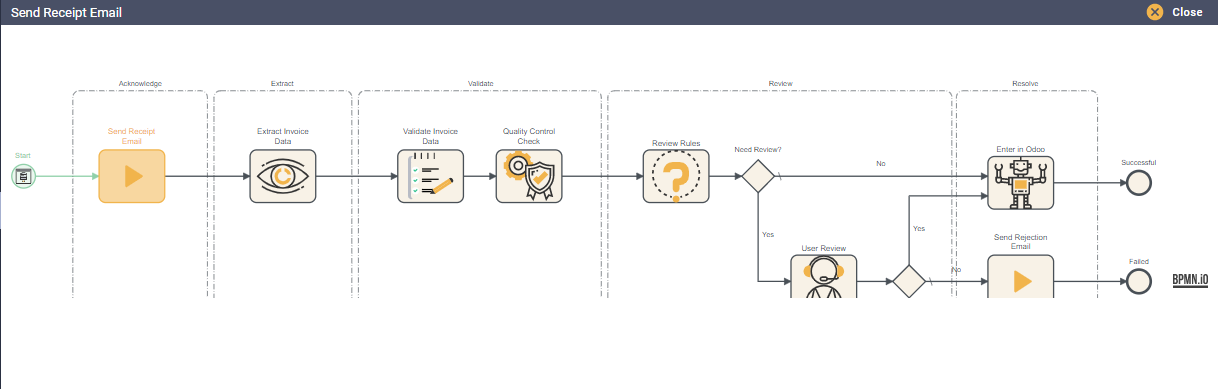 Send Receipt Email
Close
Acknowledge
Extract
Validate
Review
Resolve
Start
Send Receipt
Email
Extract Invoice
Data
Validate Invoice
Data
Quality Control
Check
Review Rules
Need Review?
No
Enter in Odoo
Successful
Yes
Yes
User Review
No
Send Rejection
Email
Failed
BPMN.iO